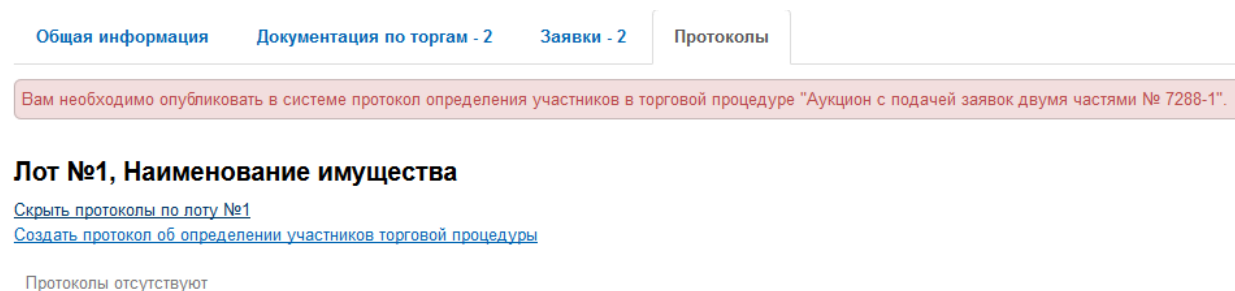 Общая информация Документация по торгам - 2 Заявки - 2 Протоколы
Вам необходимо опубликовать в системе протокол определения участников в торговой процедуре "Аукцион с подачей заявок двумя частями № 7288-1".
Лот №1, Наименование имущества
Скрыть протоколы по лоту №1
Создать протокол об определении участников торговой процедуры
Протоколы отсутствуют